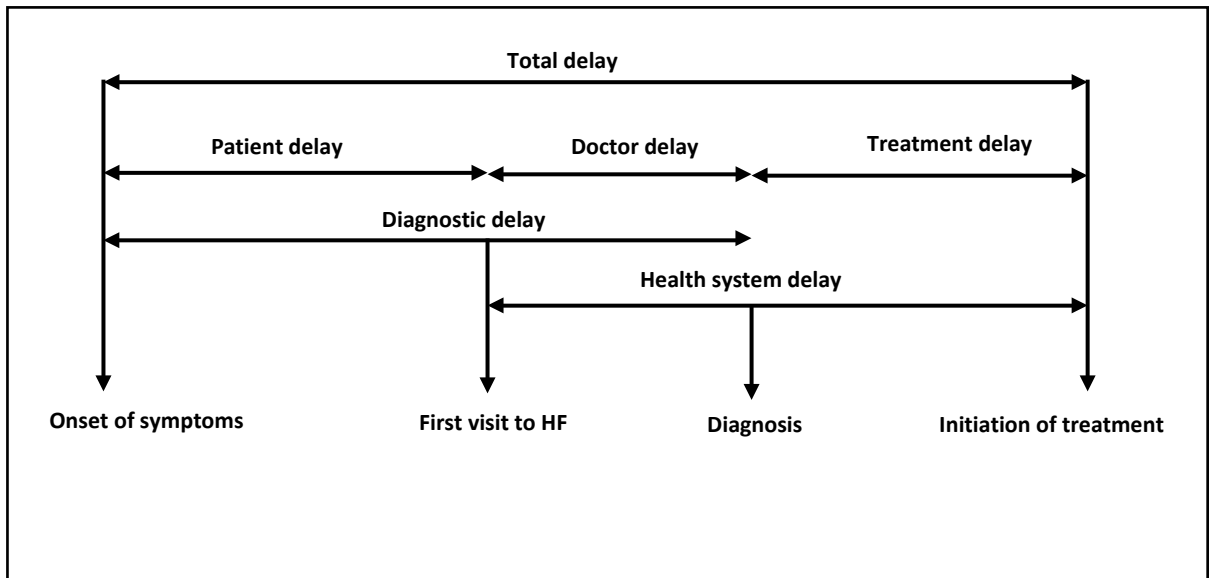 Total delay
Patient delay
Doctor delay
Treatment delay
Diagnostic delay
Health system delay
Onset of symptoms
First visit to HF
Diagnosis
Initiation of treatment